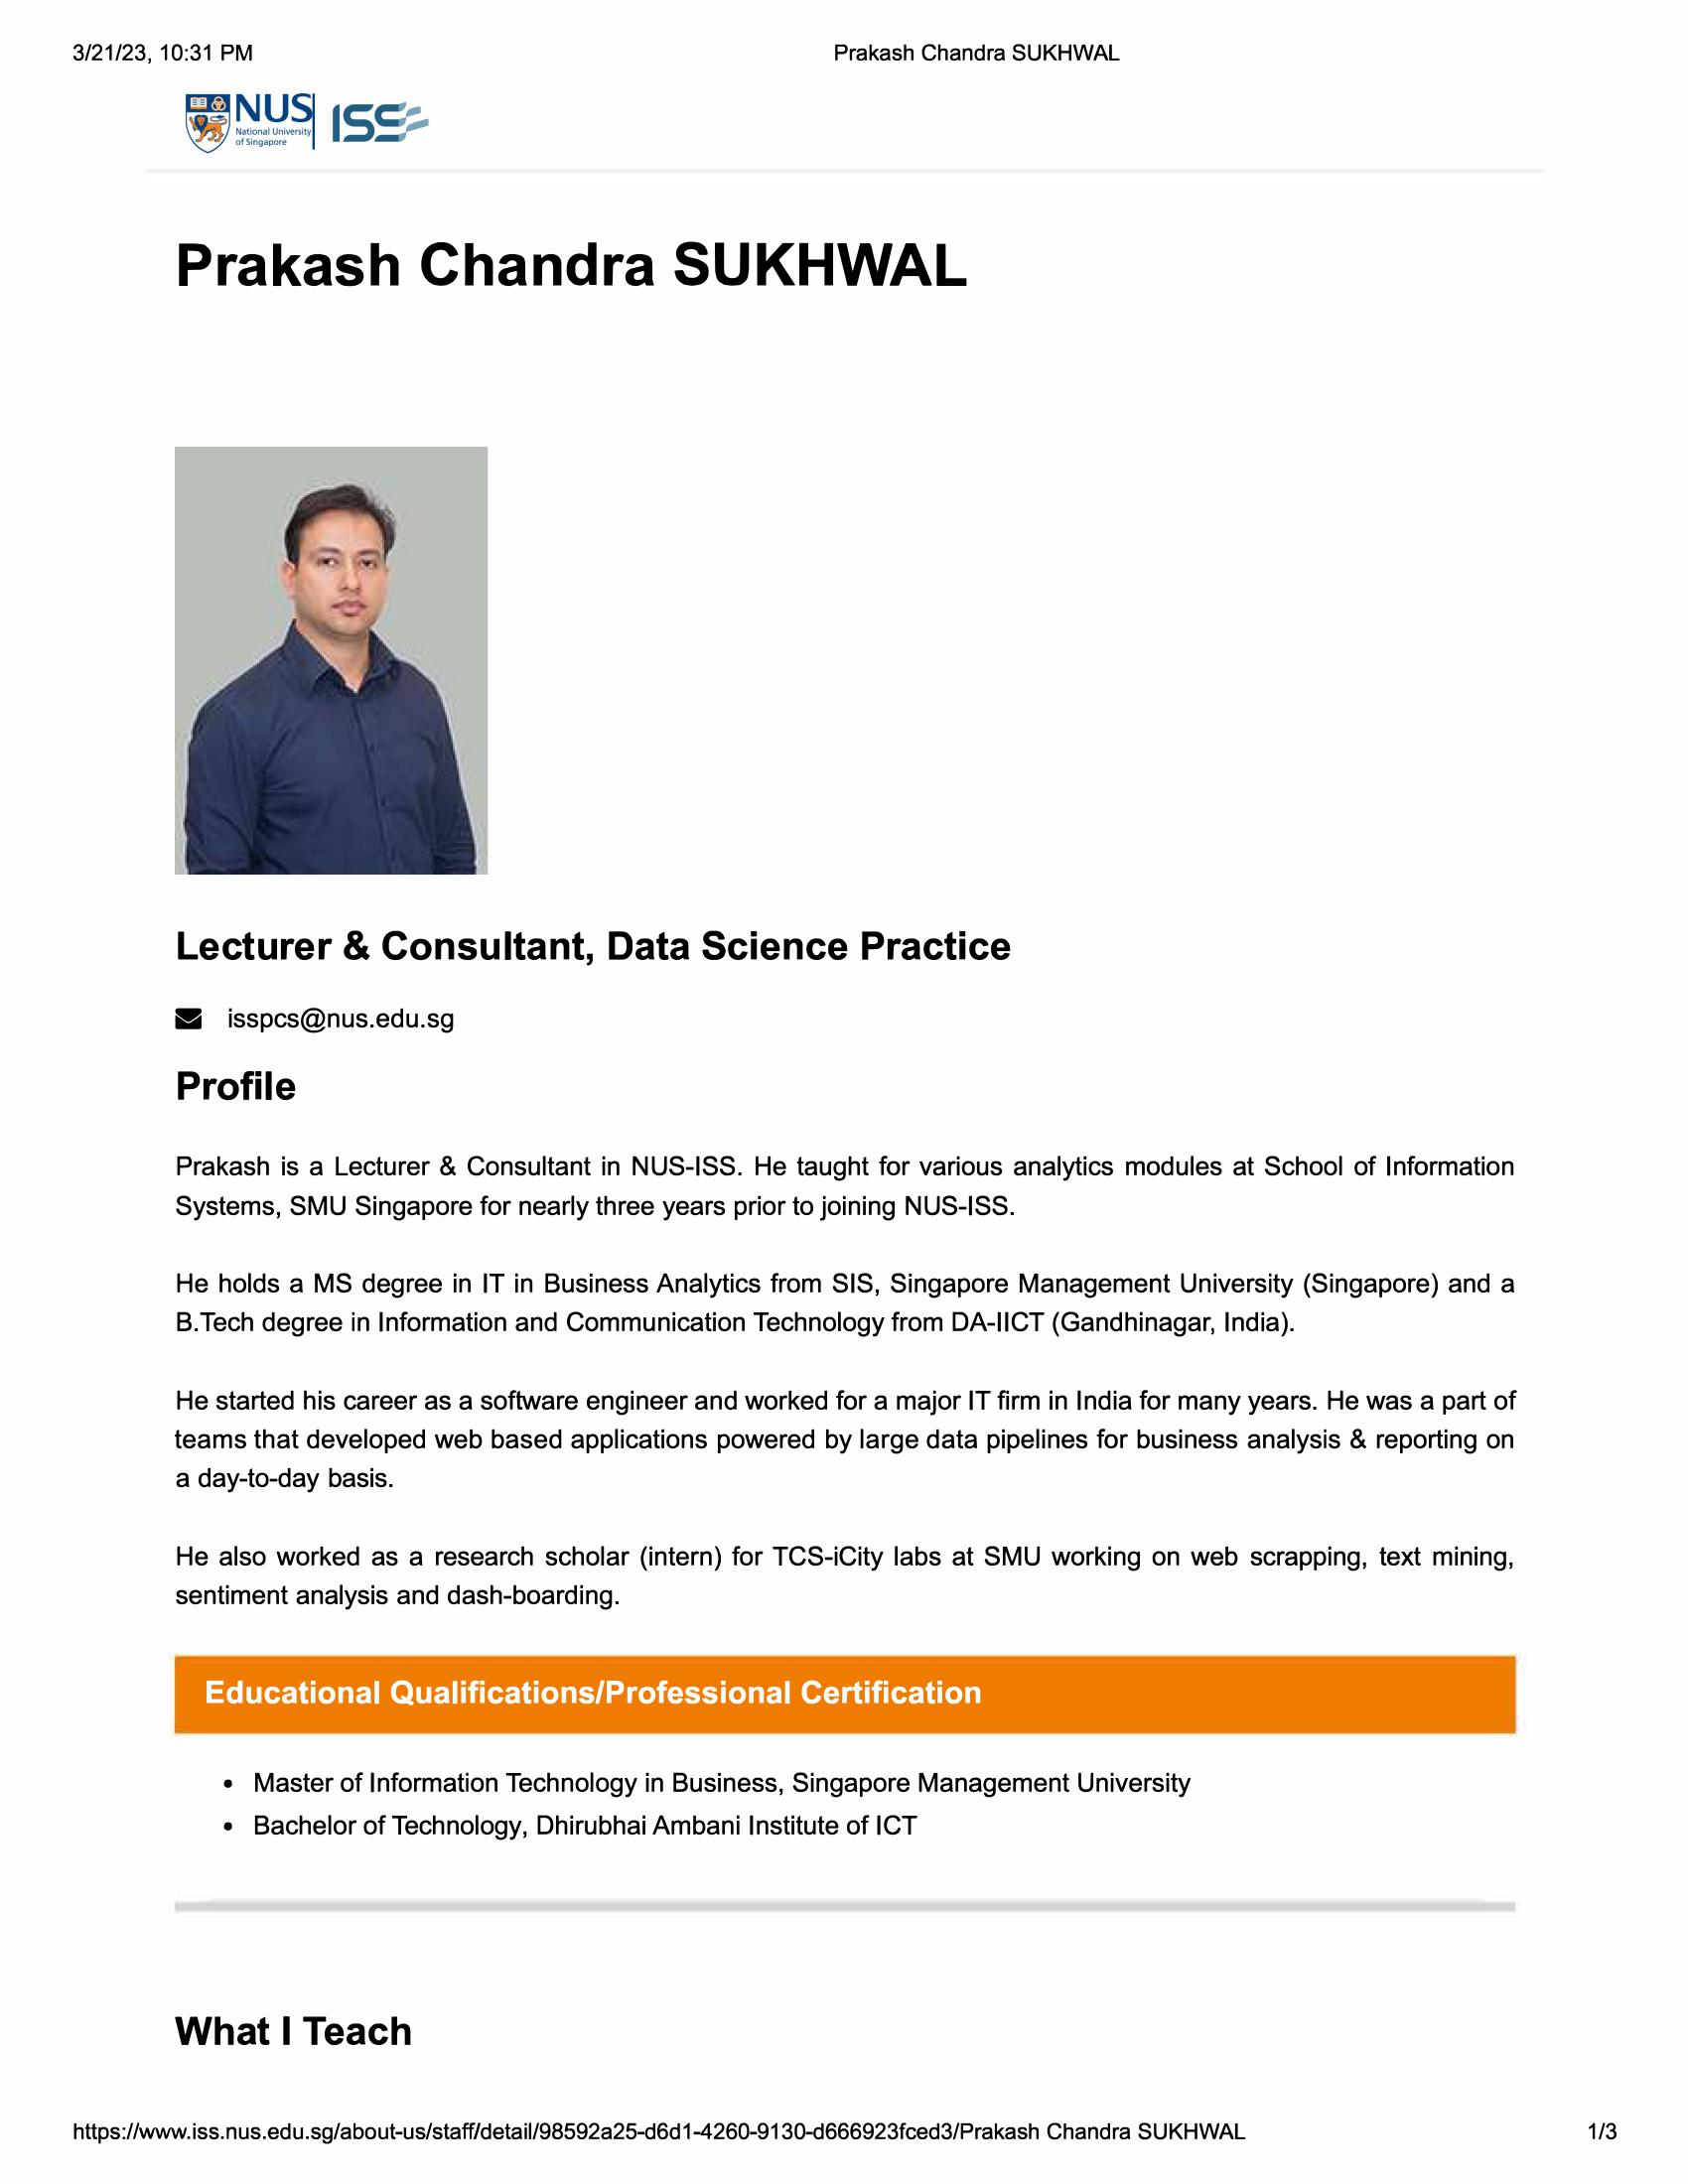 3/21/23, 10:31 PM
Prakash Chandra SUKHWAL
NUS
National University
of Singapore
ISS
Prakash Chandra SUKHWAL
Lecturer & Consultant, Data Science Practice
isspcs@nus.edu.sg
Profile
Prakash is a Lecturer & Consultant in NUS-ISS. He taught for various analytics modules at School of Information
Systems, SMU Singapore for nearly three years prior to joining NUS-ISS.
He holds a MS degree in IT in Business Analytics from SIS, Singapore Management University (Singapore) and a
B.Tech degree in Information and Communication Technology from DA-IICT (Gandhinagar, India).
He started his career as a software engineer and worked for a major IT firm in India for many years. He was a part of
teams that developed web based applications powered by large data pipelines for business analysis & reporting on
a day-to-day basis.
He also worked as a research scholar (intern) for TCS-iCity labs at SMU working on web scrapping, text mining,
sentiment analysis and dash-boarding.
Educational Qualifications/Professional Certification
• Master of Information Technology in Business, Singapore Management University
• Bachelor of Technology, Dhirubhai Ambani Institute of ICT
What I Teach
https://www.iss.nus.edu.sg/about-us/staff/detail/98592a25-d6d1-4260-9130-d666923fced3/Prakash Chandra SUKHWAL
1/3